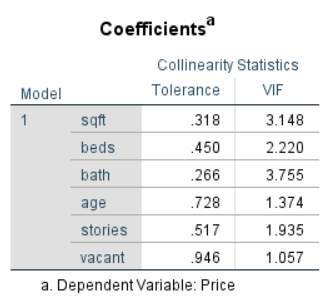 Coefficientsa
Collinearity Statistics
Model Tolerance VIF
1 sqft .318 3.148
beds .450 2.220
bath .266 3.755
age .728 1.374
stories .517 1.935
vacant .946 1.057
a. Dependent Variable: Price